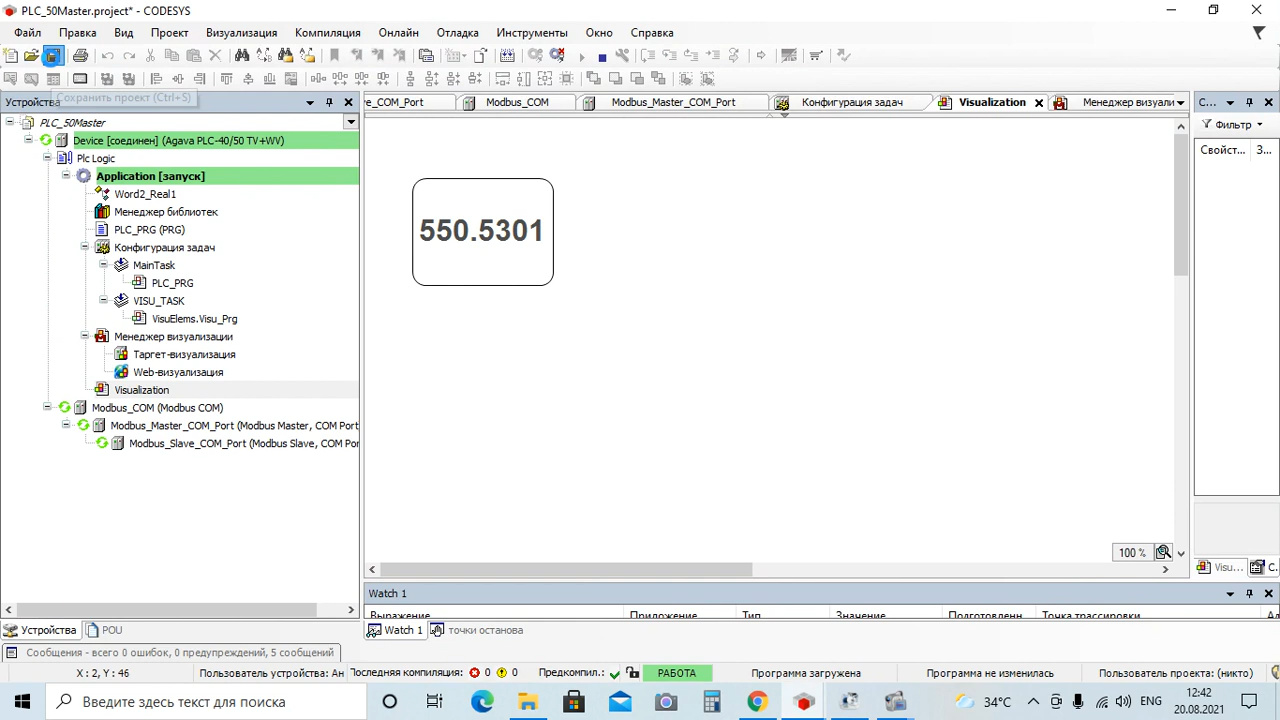 PLC_50Master.project* - CODESYS
Файл Правка Вид Проект Визуализация Компиляция Онлайн Отладка Инструменты Окно Справка
Сохранить проект (Ctrl+S)
Устройства
PLC_50Master
Device [соединен] (Agava PLC-40/50 TV+WV)
Plc Logic
Application [запуск]
Word2_Real1
Менеджер библиотек
PLC_PRG (PRG)
Конфигурация задач
MainTask
PLC_PRG
VISU_TASK
VisuElems.Visu_Prg
Менеджер визуализации
Таргет-визуализация
Web-визуализация
Visualization
Modbus_COM (Modbus COM)
Modbus_Master_COM_Port (Modbus Master, COM Port
Modbus_Slave_COM_Port (Modbus Slave, COM Por
Устройства POU
ve_COM_Port Modbus_COM Modbus_Master_COM_Port Конфигурация задач Visualization Менеджер визуали
550.5301
100 %
С...
Фильтр
Свойст... З...
Visu... С.
Watch 1
Выражение Приложение Тип Значение Подготовленн Точка трассировки Ад
Watch 1 точки останова
Сообщения - всего 0 ошибок, 0 предупреждений, 5 сообщений
X : 2, Y : 46 Пользователь устройства: Ан Последняя компиляция: 0 0 Предкомпил.: РАБОТА Программа загружена Программа не изменилась Пользователь проекта: (никто)
Введите здесь текст для поиска
34°C
ENG
12:42
20.08.2021